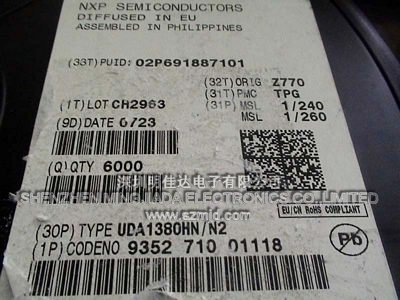 NXP SEMICONDUCTORS
DIFFUSED IN EU
ASSEMBLED IN PHILIPPINES
(33T) PUID: 02P691887101
(32T) ORIG Z770
(31T) PMC TPG
(31P) MSL 1/240
MSL 1/260
(1T) LOT CH2963
(9D) DATE 0723
(Q) QTY 6000
深圳明佳达电子有限公司
SHENZHEN MING JIADA ELECTRONICS CO.,LIMITED
www.szmjd.com
EU/CN RoHS COMPLIANT
(30P) TYPE UDA1380HN/N2
(1P) CODENO 9352 710 01118
Pb